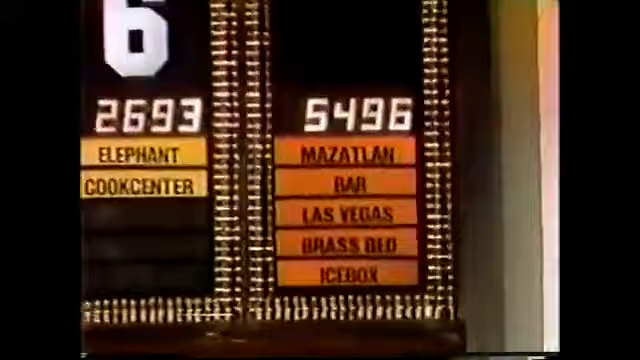 6
2693
5496
ELEPHANT
MAZATLAN
COOKCENTER
BAR
LAS VEGAS
BRASS BED
ICEBOX